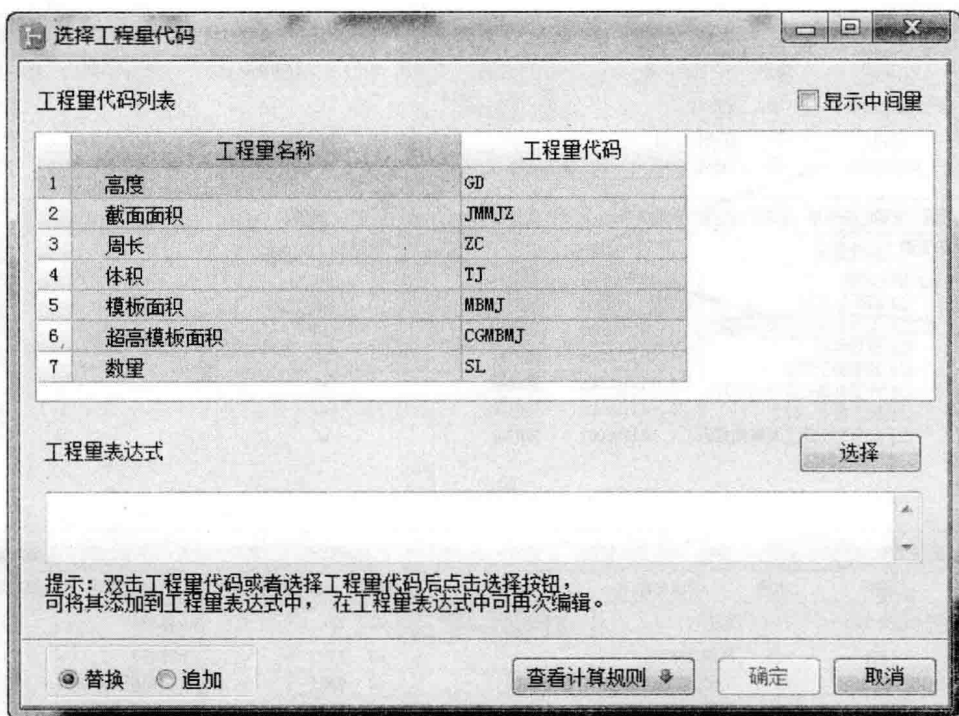 选择工程量代码
工程量代码列表 显示中间量
工程量名称 工程量代码
1 高度 GD
2 截面面积 JMMJZ
3 周长 ZC
4 体积 TJ
5 模板面积 MBMJ
6 超高模板面积 CGMBMJ
7 数量 SL
工程量表达式 选择
提示：双击工程量代码或者选择工程量代码后点击选择按钮，
可将其添加到工程量表达式中， 在工程量表达式中可再次编辑。
替换 追加 查看计算规则 确定 取消